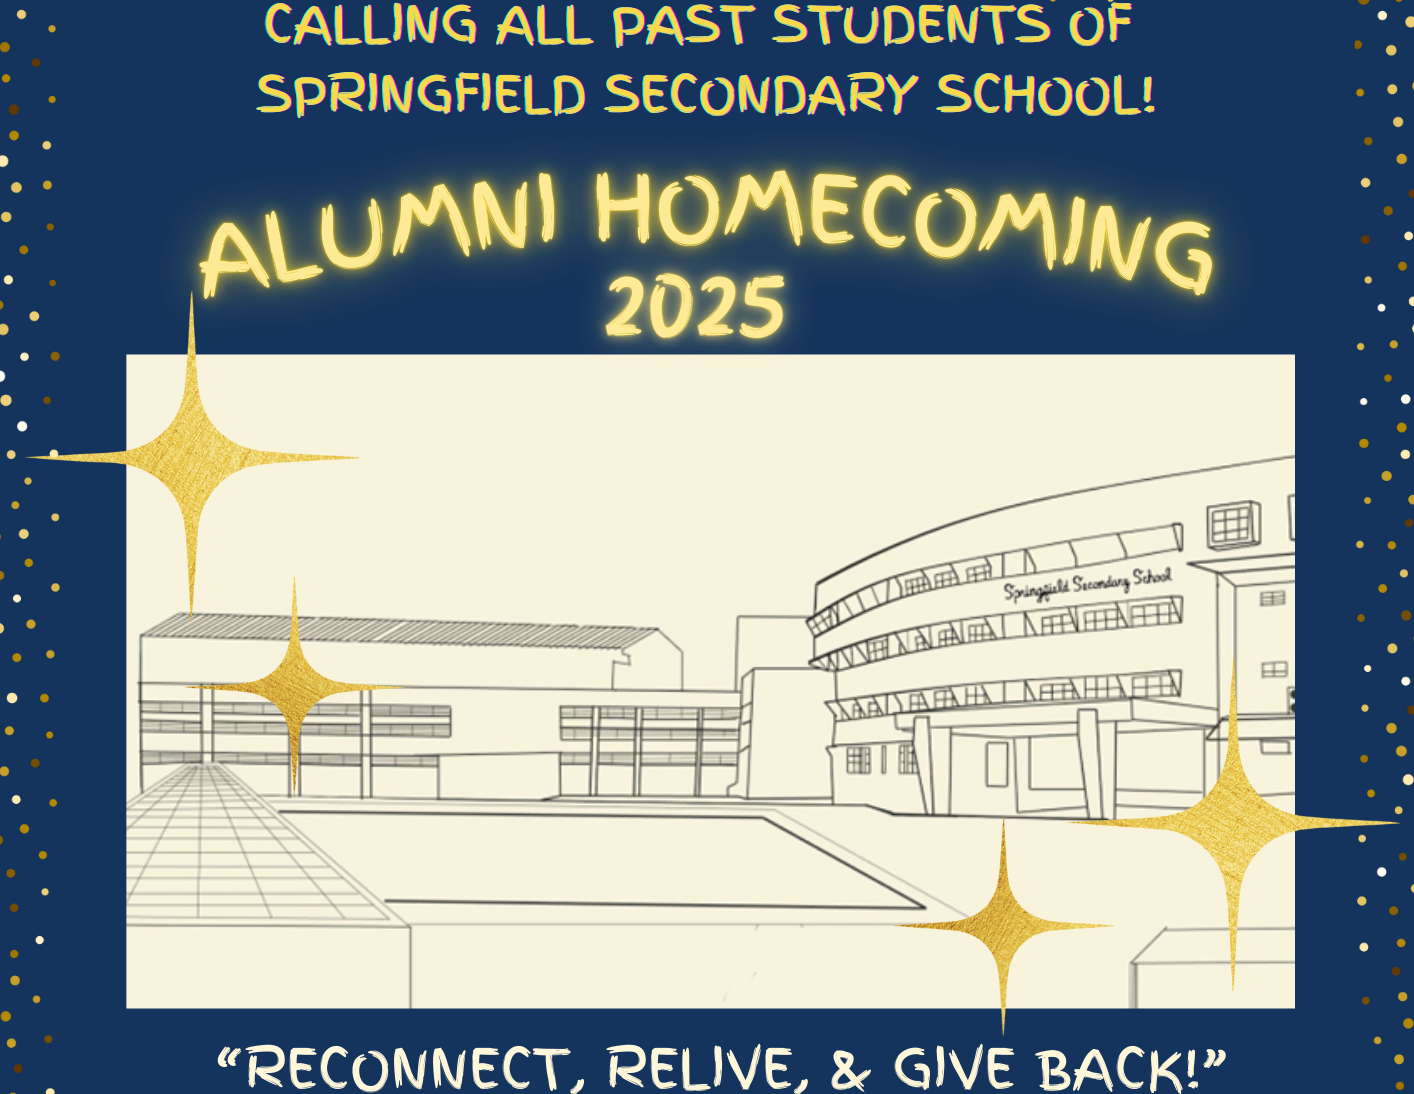 CALLING ALL PAST STUDENTS OF
SPRINGFIELD SECONDARY SCHOOL!
ALUMNI HOMECOMING
2025
Springfield Secondary School
“RECONNECT, RELIVE, & GIVE BACK!”